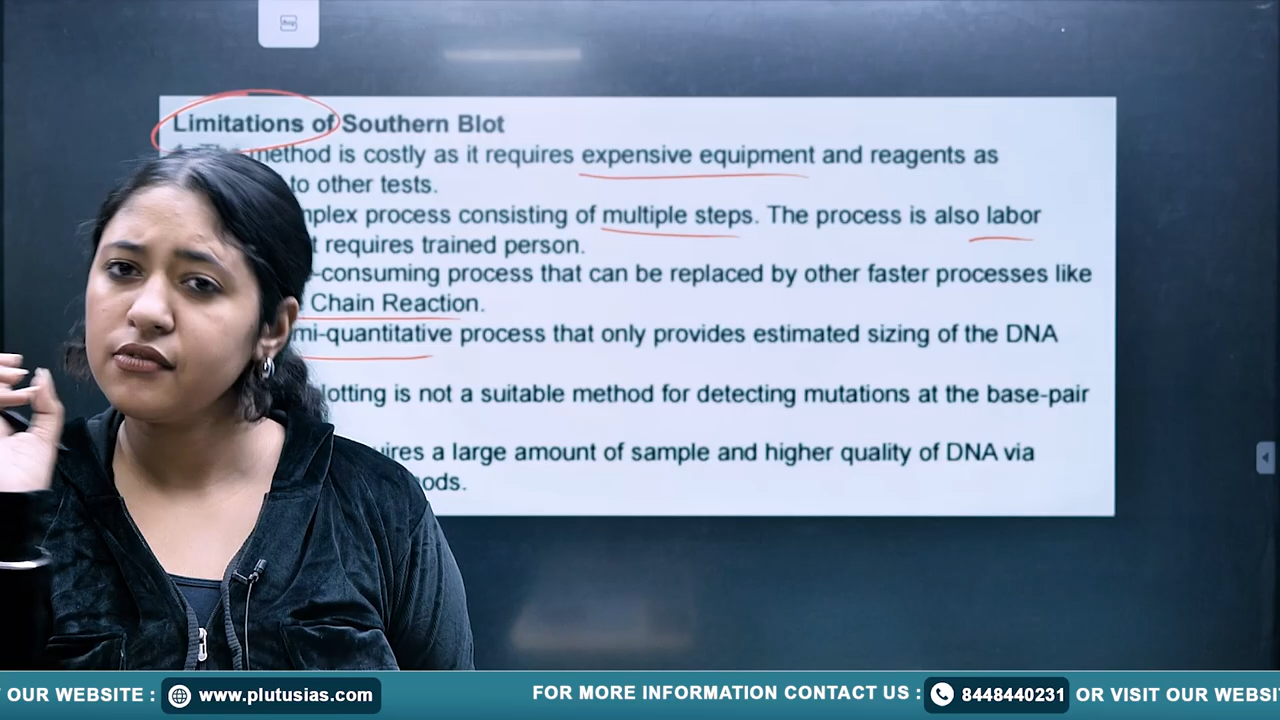 Limitations of Southern Blot
method is costly as it requires expensive equipment and reagents as
to other tests.
process consisting of multiple steps. The process is also labor
requires trained person.
-consuming process that can be replaced by other faster processes like
Chain Reaction.
mi-quantitative process that only provides estimated sizing of the DNA
lotting is not a suitable method for detecting mutations at the base-pair
uires a large amount of sample and higher quality of DNA via
ods.
OUR WEBSITE : www.plutusias.com FOR MORE INFORMATION CONTACT US : 8448440231 OR VISIT OUR WEBSI